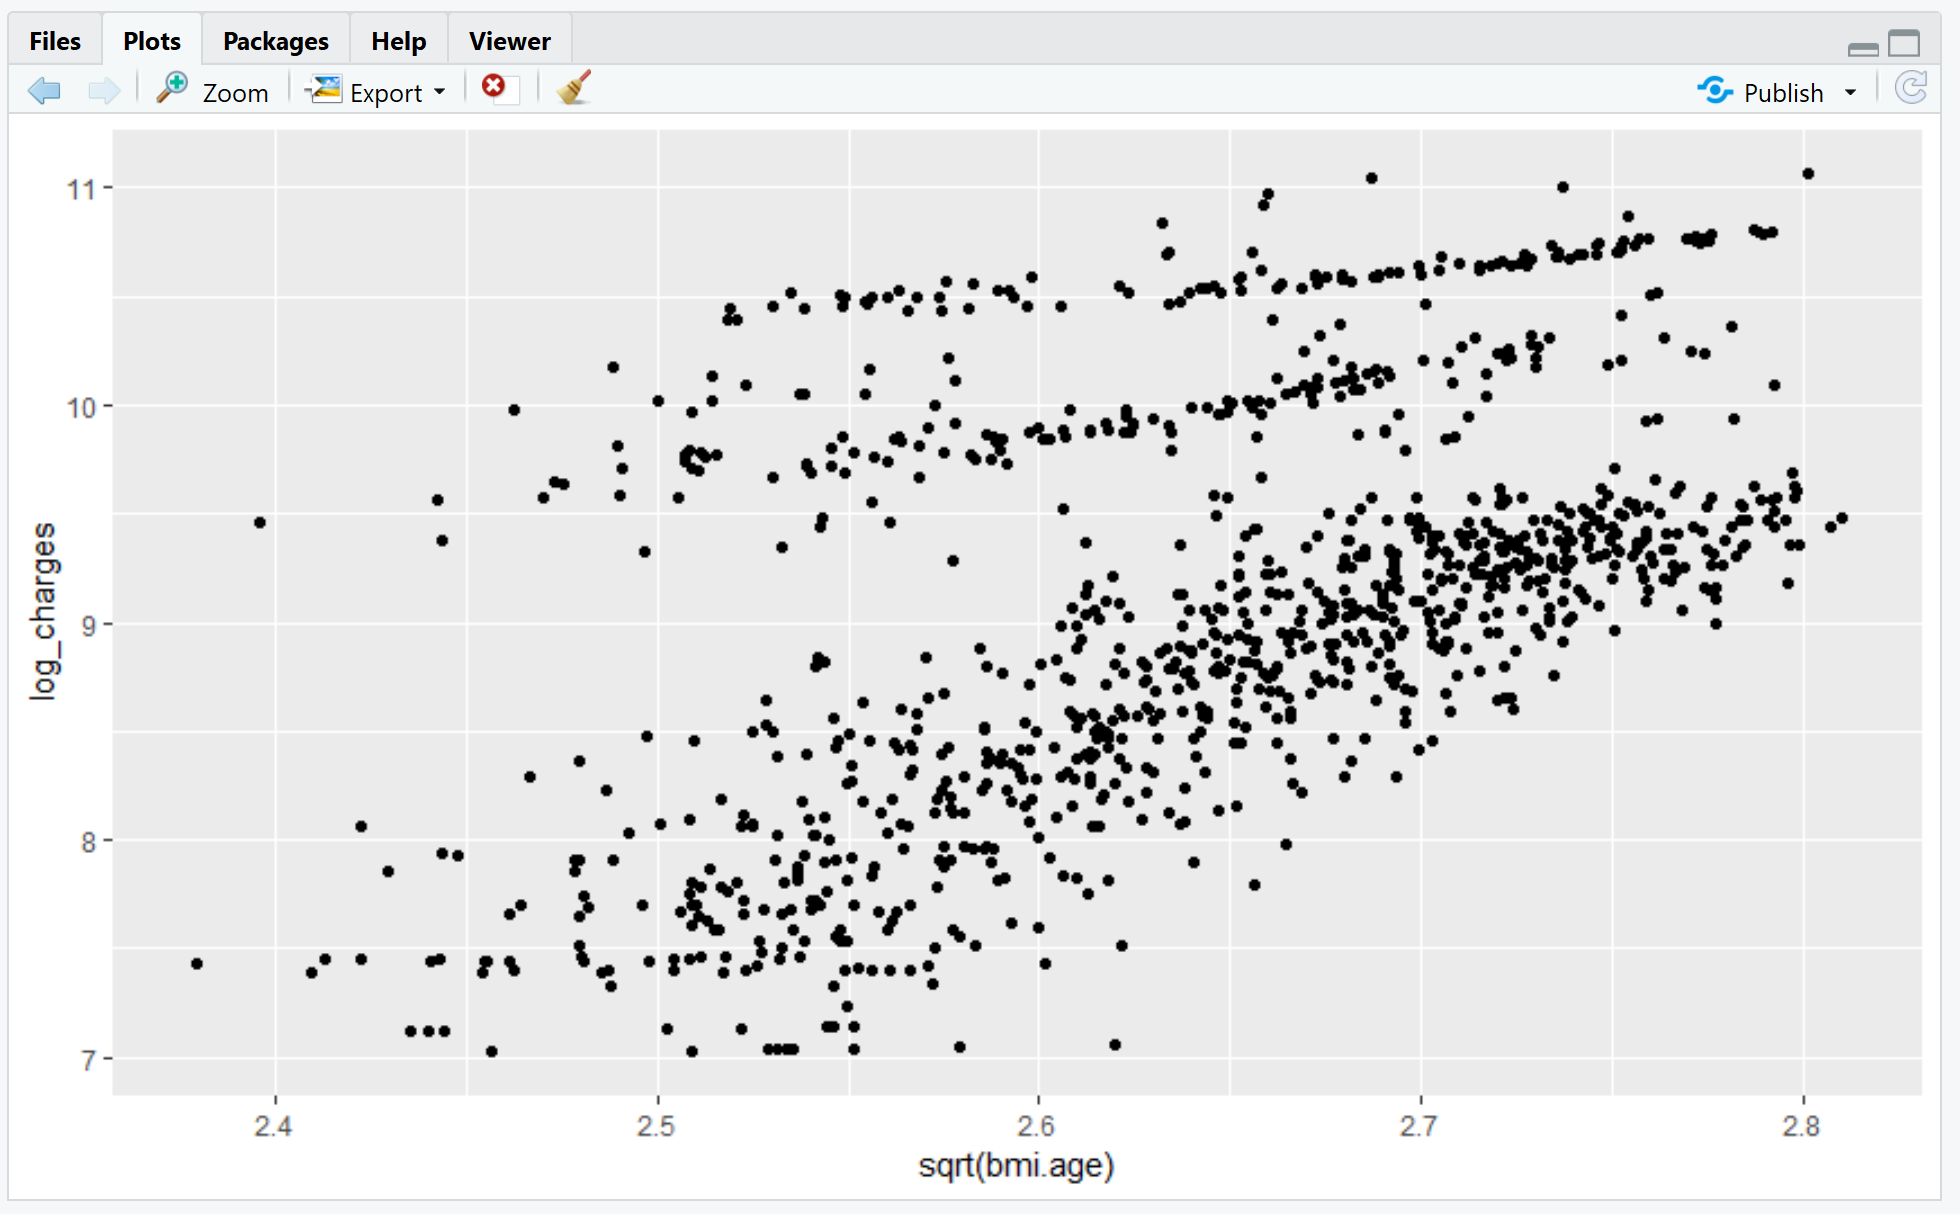 Files Plots Packages Help Viewer
Zoom Export Publish
11
10
9
8
7
log_charges
2.4 2.5 2.6 2.7 2.8
sqrt(bmi.age)